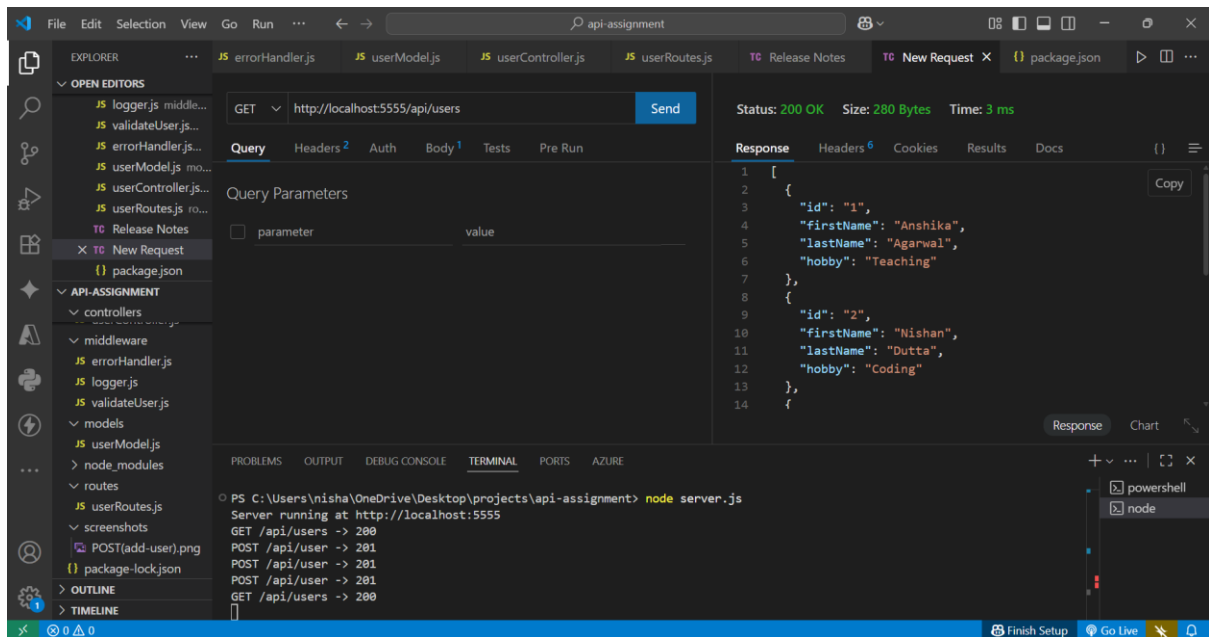 File Edit Selection View Go Run ··· ← → api-assignment
EXPLORER ···
OPEN EDITORS
JS logger.js middle...
JS validateUser.js...
JS errorHandler.js...
JS userModel.js mo...
JS userController.js...
JS userRoutes.js ro...
TC Release Notes
TC New Request
{} package.json
API-ASSIGNMENT
controllers
middleware
JS errorHandler.js
JS logger.js
JS validateUser.js
models
JS userModel.js
node_modules
routes
JS userRoutes.js
screenshots
POST(add-user).png
{} package-lock.json
OUTLINE
TIMELINE
JS errorHandler.js JS userModel.js JS userController.js JS userRoutes.js TC Release Notes TC New Request {} package.json ···
GET http://localhost:5555/api/users Send
Query Headers 2 Auth Body 1 Tests Pre Run
Query Parameters
parameter value
Status: 200 OK Size: 280 Bytes Time: 3 ms
Response Headers 6 Cookies Results Docs {}
Copy
1 [
2 {
3 "id": "1",
4 "firstName": "Anshika",
5 "lastName": "Agarwal",
6 "hobby": "Teaching"
7 },
8 {
9 "id": "2",
10 "firstName": "Nishan",
11 "lastName": "Dutta",
12 "hobby": "Coding"
13 },
14 {
Response Chart
PROBLEMS OUTPUT DEBUG CONSOLE TERMINAL PORTS AZURE
PS C:\Users\nisha\OneDrive\Desktop\projects\api-assignment> node server.js
Server running at http://localhost:5555
GET /api/users -> 200
POST /api/user -> 201
POST /api/user -> 201
POST /api/user -> 201
GET /api/users -> 200
powershell
node
1
0 0 Finish Setup Go Live